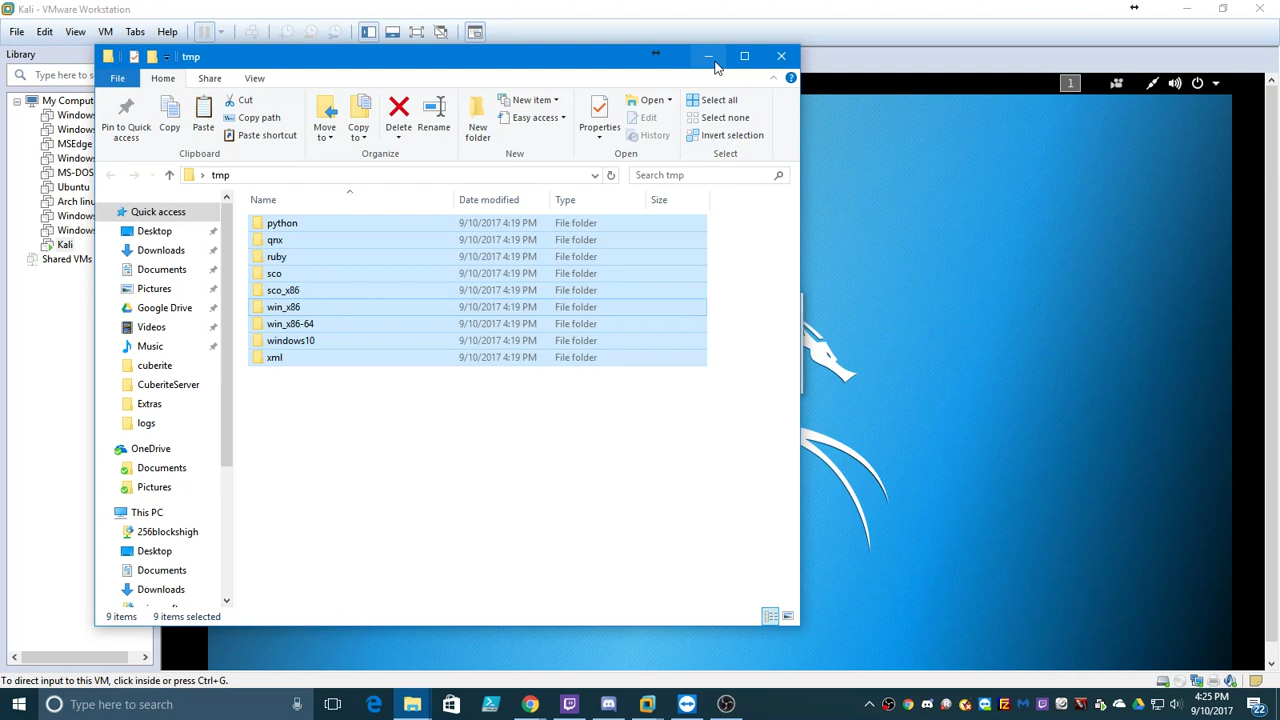 Kali - VMware Workstation
File Edit View VM Tabs Help
Library
Type here to
My Comput
Windows
Windows
MSEdge
Windows
MS-DOS
Ubuntu
Arch linu
Windows
Windows
Kali
Shared VMs
tmp
File Home Share View
Pin to Quick access
Copy
Paste
Cut
Copy path
Paste shortcut
Clipboard
Move to
Copy to
Delete
Rename
Organize
New folder
New item
Easy access
New
Properties
Open
Edit
History
Open
Select all
Select none
Invert selection
Select
1
tmp
Search tmp
Name Date modified Type Size
python 9/10/2017 4:19 PM File folder
qnx 9/10/2017 4:19 PM File folder
ruby 9/10/2017 4:19 PM File folder
sco 9/10/2017 4:19 PM File folder
sco_x86 9/10/2017 4:19 PM File folder
win_x86 9/10/2017 4:19 PM File folder
win_x86-64 9/10/2017 4:19 PM File folder
windows10 9/10/2017 4:19 PM File folder
xml 9/10/2017 4:19 PM File folder
Quick access
Desktop
Downloads
Documents
Pictures
Google Drive
Videos
Music
cuberite
CuberiteServer
Extras
logs
OneDrive
Documents
Pictures
This PC
256blockshigh
Desktop
Documents
Downloads
9 items 9 items selected
To direct input to this VM, click inside or press Ctrl+G.
Type here to search
4:25 PM
9/10/2017
22